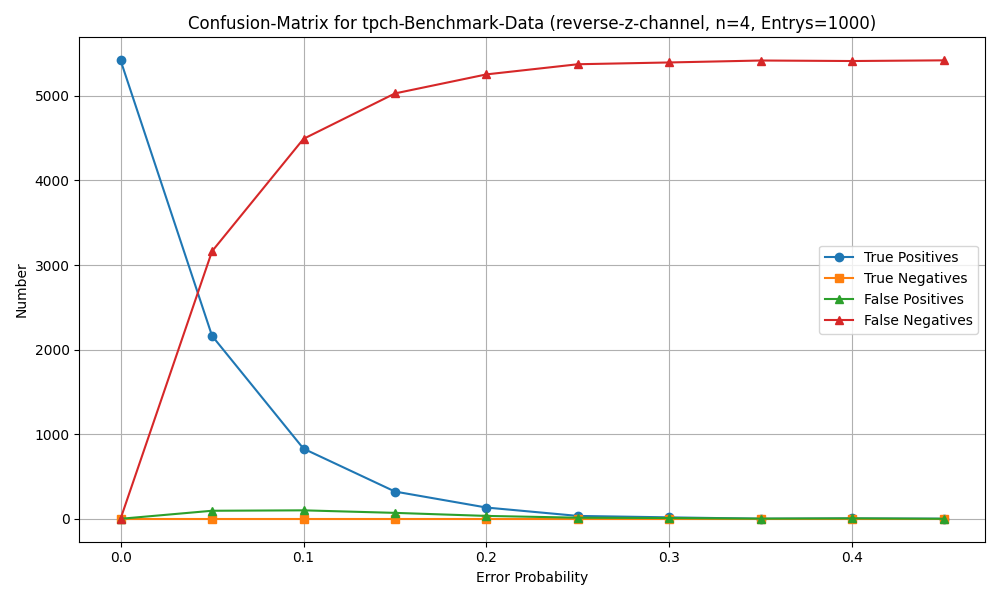 Confusion-Matrix for tpch-Benchmark-Data (reverse-z-channel, n=4, Entrys=1000)
Number
5000
4000
3000
2000
1000
0
True Positives
True Negatives
False Positives
False Negatives
0.0 0.1 0.2 0.3 0.4
Error Probability